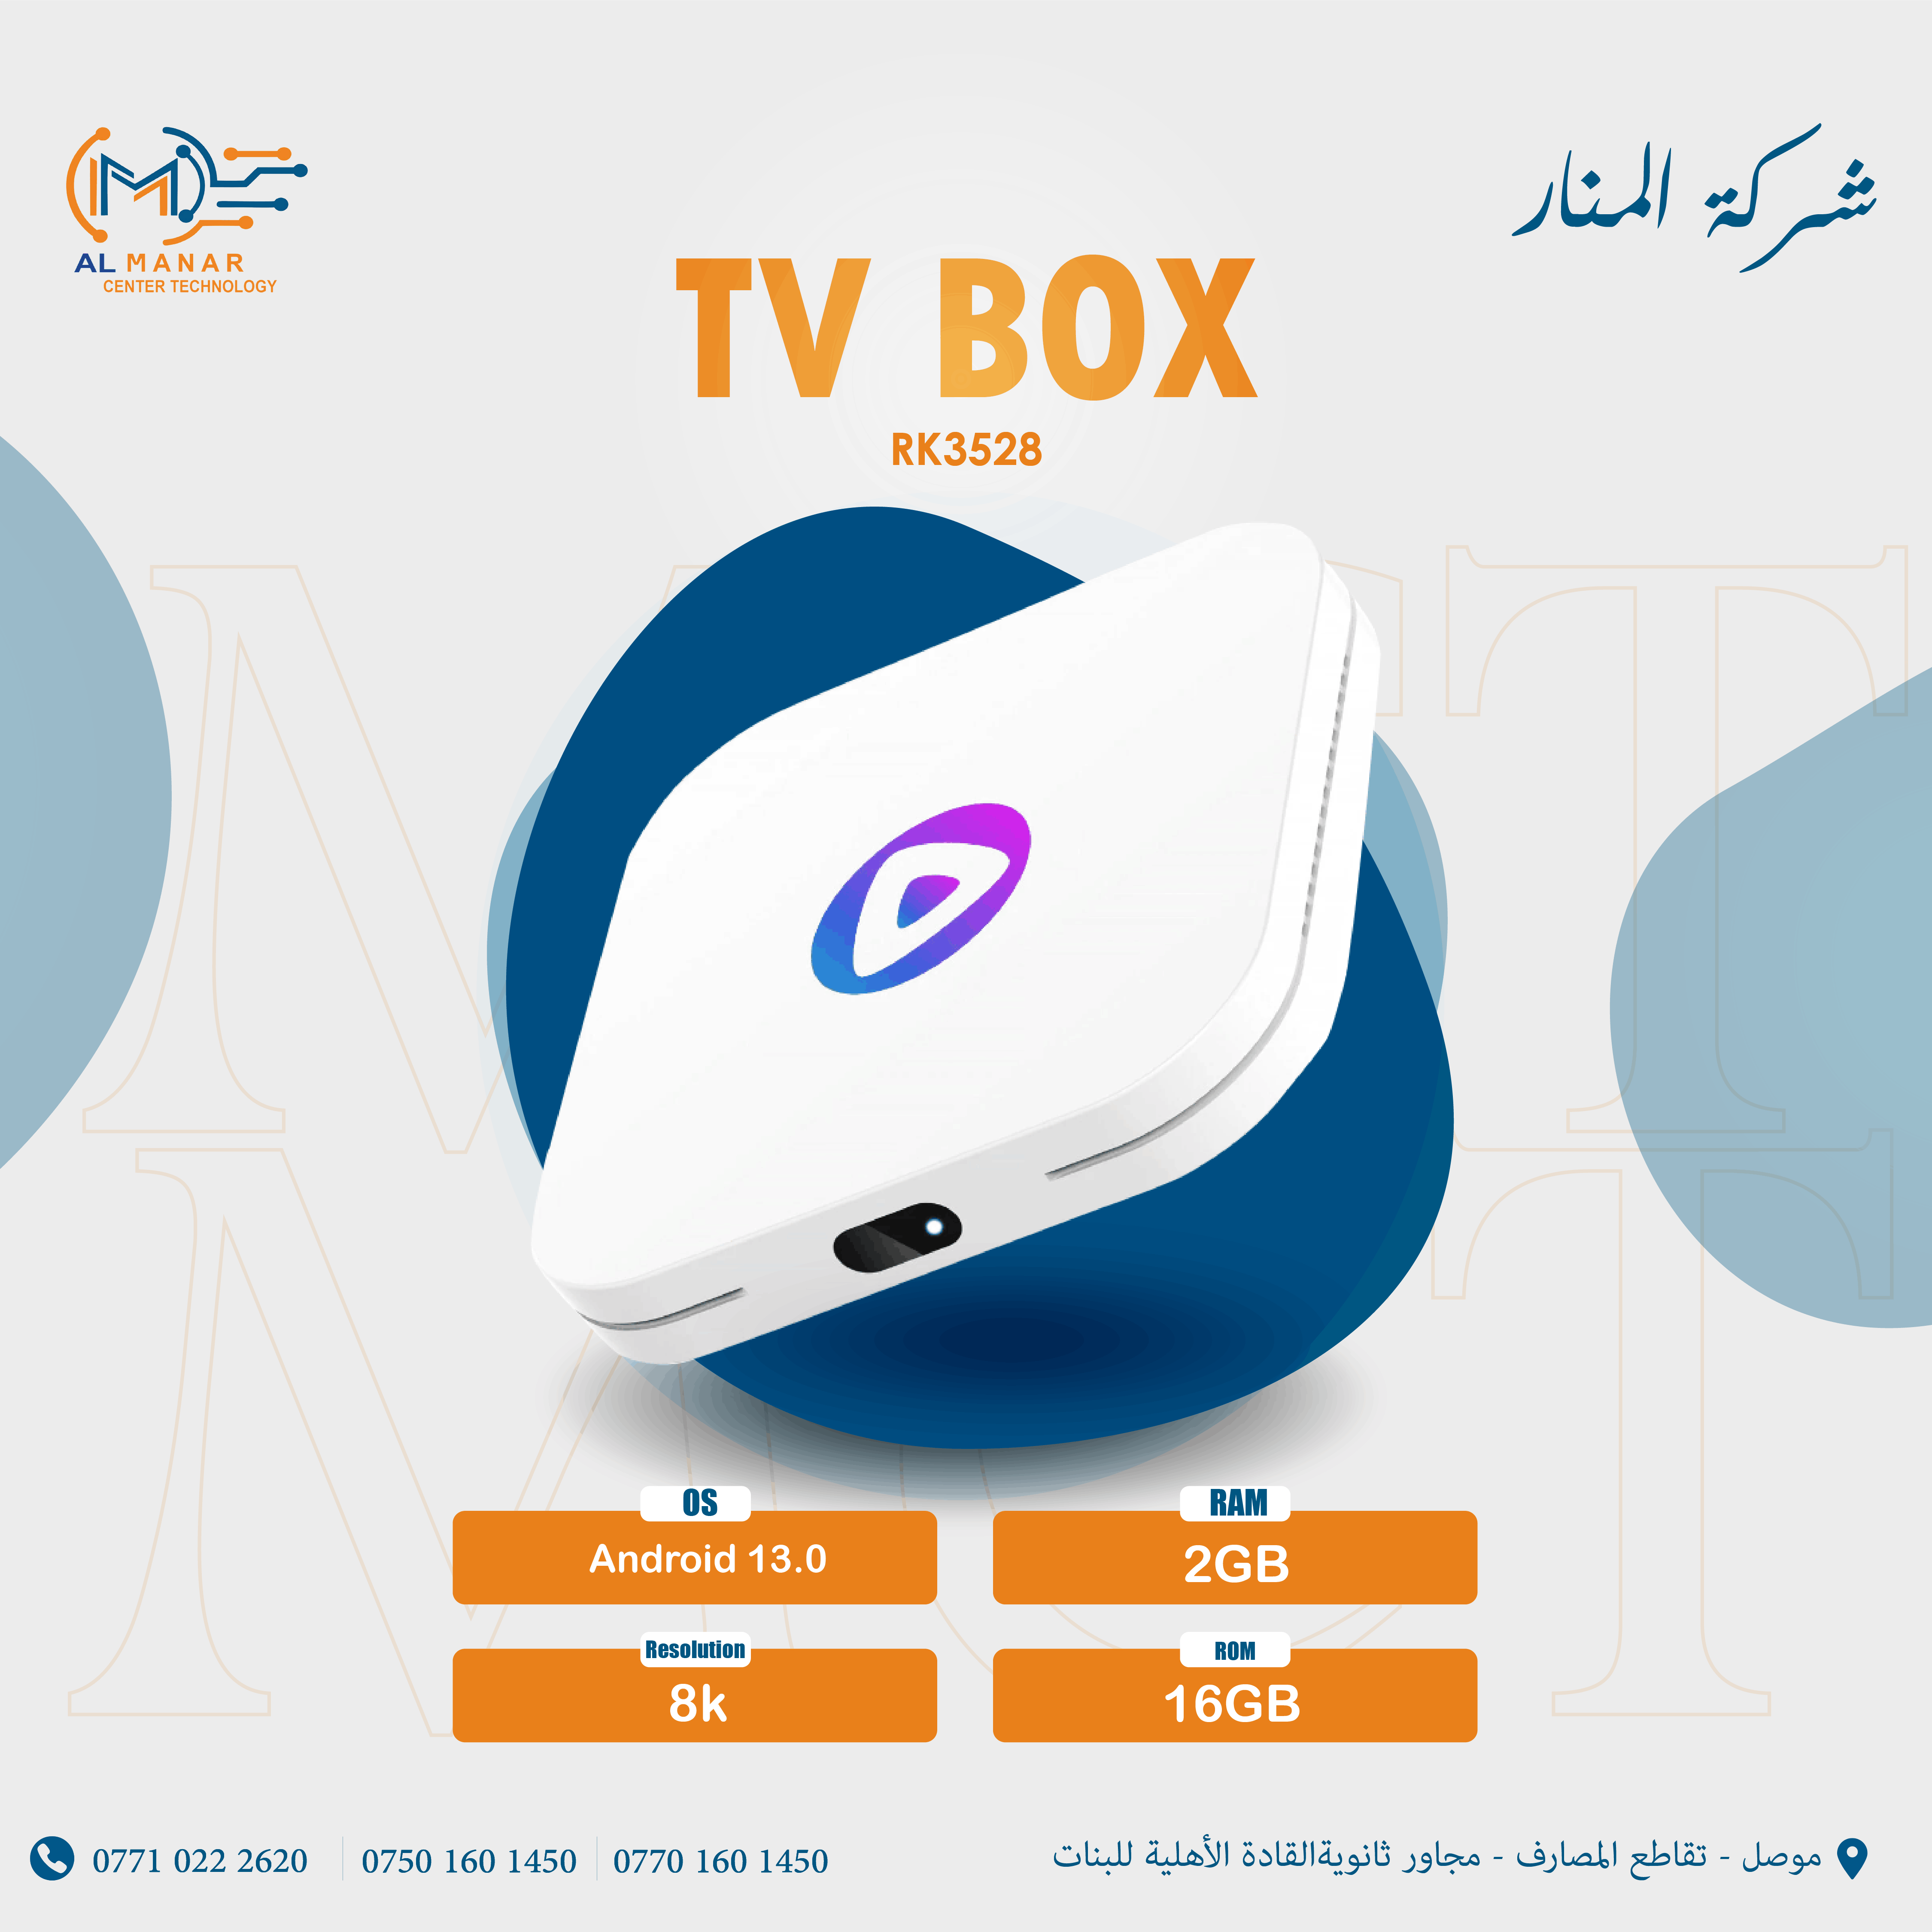 AL MANAR
CENTER TECHNOLOGY
شركة المنار
TV BOX
RK3528
OS
Android 13.0
RAM
2GB
Resolution
8k
ROM
16GB
0771 022 2620
0750 160 1450
0770 160 1450
موصل - تقاطع المصارف - مجاور ثانويةالقادة الأهلية للبنات